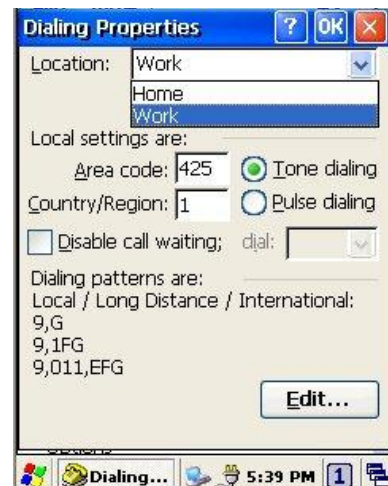 Dialing Properties ? OK X
Location: Work
Home
Work
Local settings are:
Area code: 425 Tone dialing
Country/Region: 1 Pulse dialing
Disable call waiting; dial:
Dialing patterns are:
Local / Long Distance / International:
9,G
9,1FG
9,011,EFG
Edit...
Dialing... 5:39 PM 1